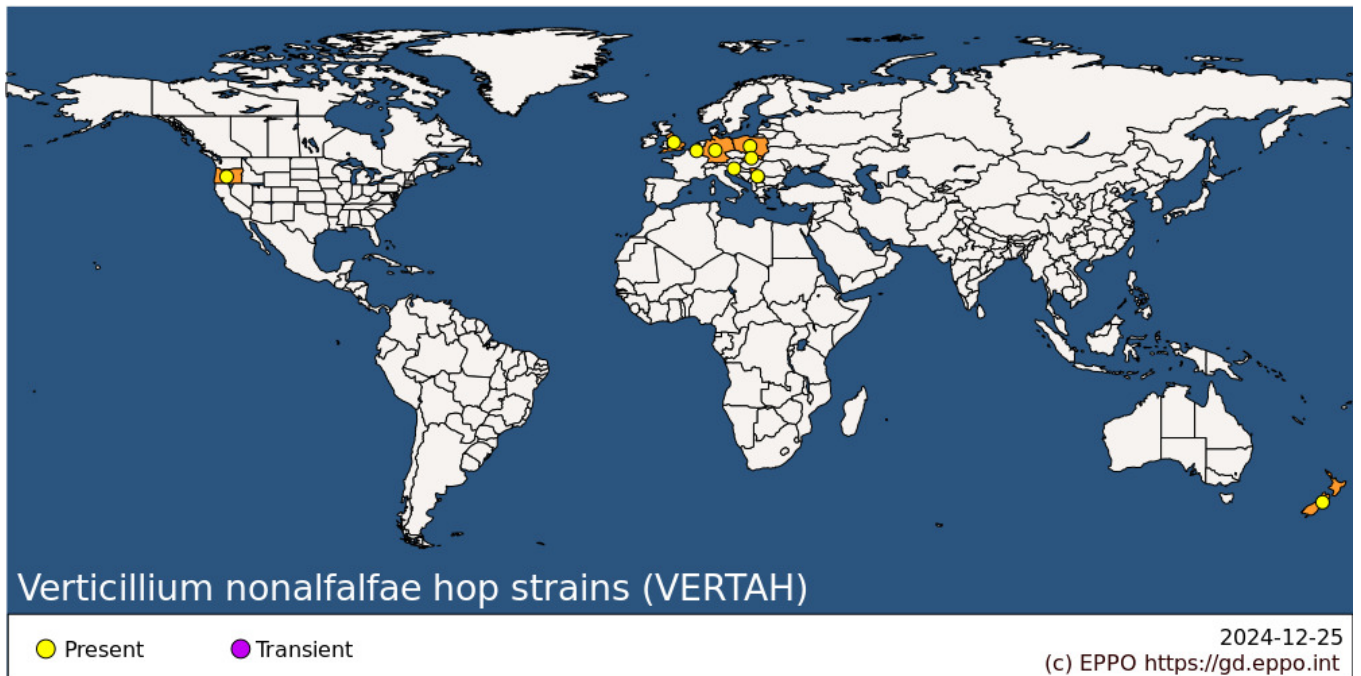 Verticillium nonalfalfae hop strains (VERTAH)
Present
Transient
2024-12-25
(c) EPPO https://gd.eppo.int